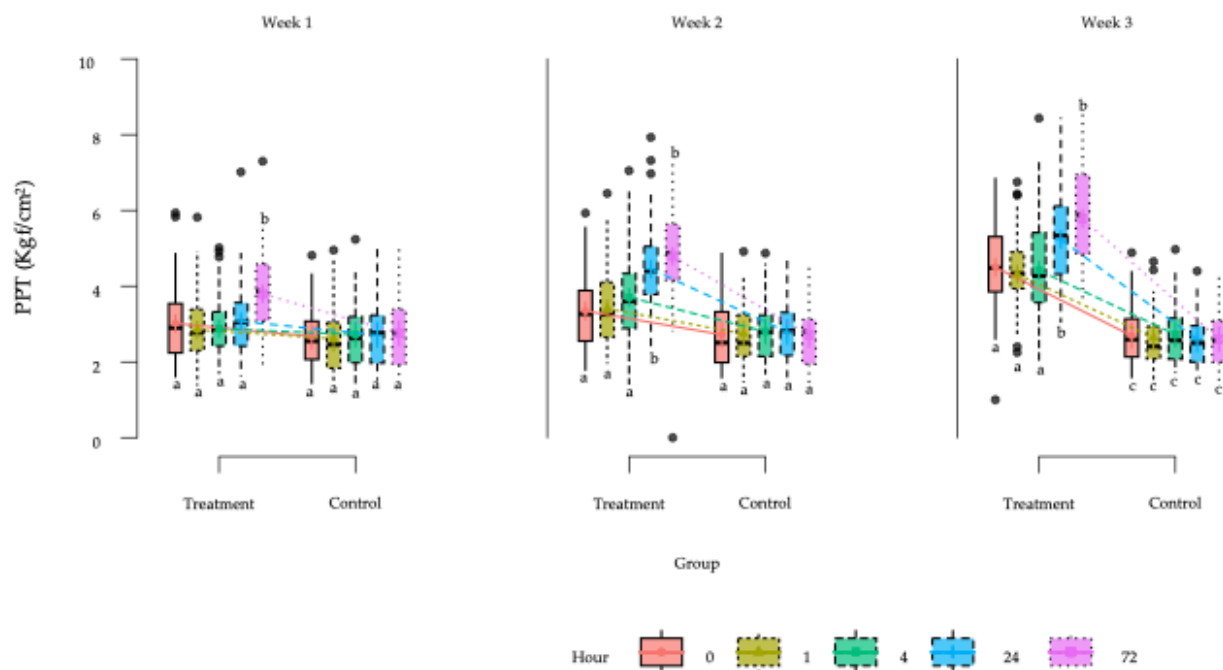 Week 1 Week 2 Week 3
10
8
6
4
2
0
PPT (Kgf/cm²)
b b b
a a a a a a a a a
a a a b a a a a a
a a a b c c c c c
Treatment Control Treatment Control Treatment Control
Group
Hour 0 1 4 24 72